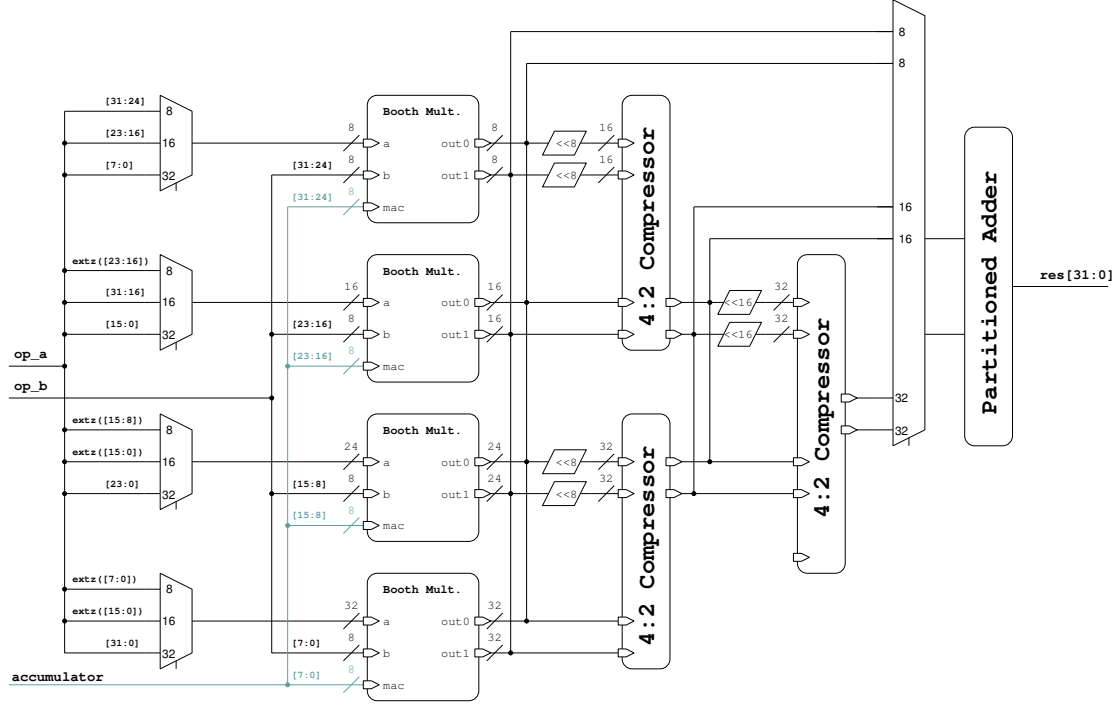 8
8
[31:24]
8
[23:16]
16
[7:0]
32
Booth Mult.
8
a
out0
8
<<8
16
[31:24]
8
b
out1
8
<<8
16
[31:24]
8
mac
4:2 Compressor
16
16
extz([23:16])
8
[31:16]
16
[15:0]
32
Booth Mult.
16
a
out0
16
[23:16]
8
b
out1
16
[23:16]
8
mac
<<16
32
<<16
32
Partitioned Adder
res[31:0]
op_a
op_b
4:2 Compressor
32
32
extz([15:8])
8
extz([15:0])
16
[23:0]
32
Booth Mult.
24
a
out0
24
<<8
32
[15:8]
8
b
out1
24
<<8
32
[15:8]
8
mac
4:2 Compressor
extz([7:0])
8
extz([15:0])
16
[31:0]
32
Booth Mult.
32
a
out0
32
[7:0]
8
b
out1
32
accumulator
[7:0]
8
mac